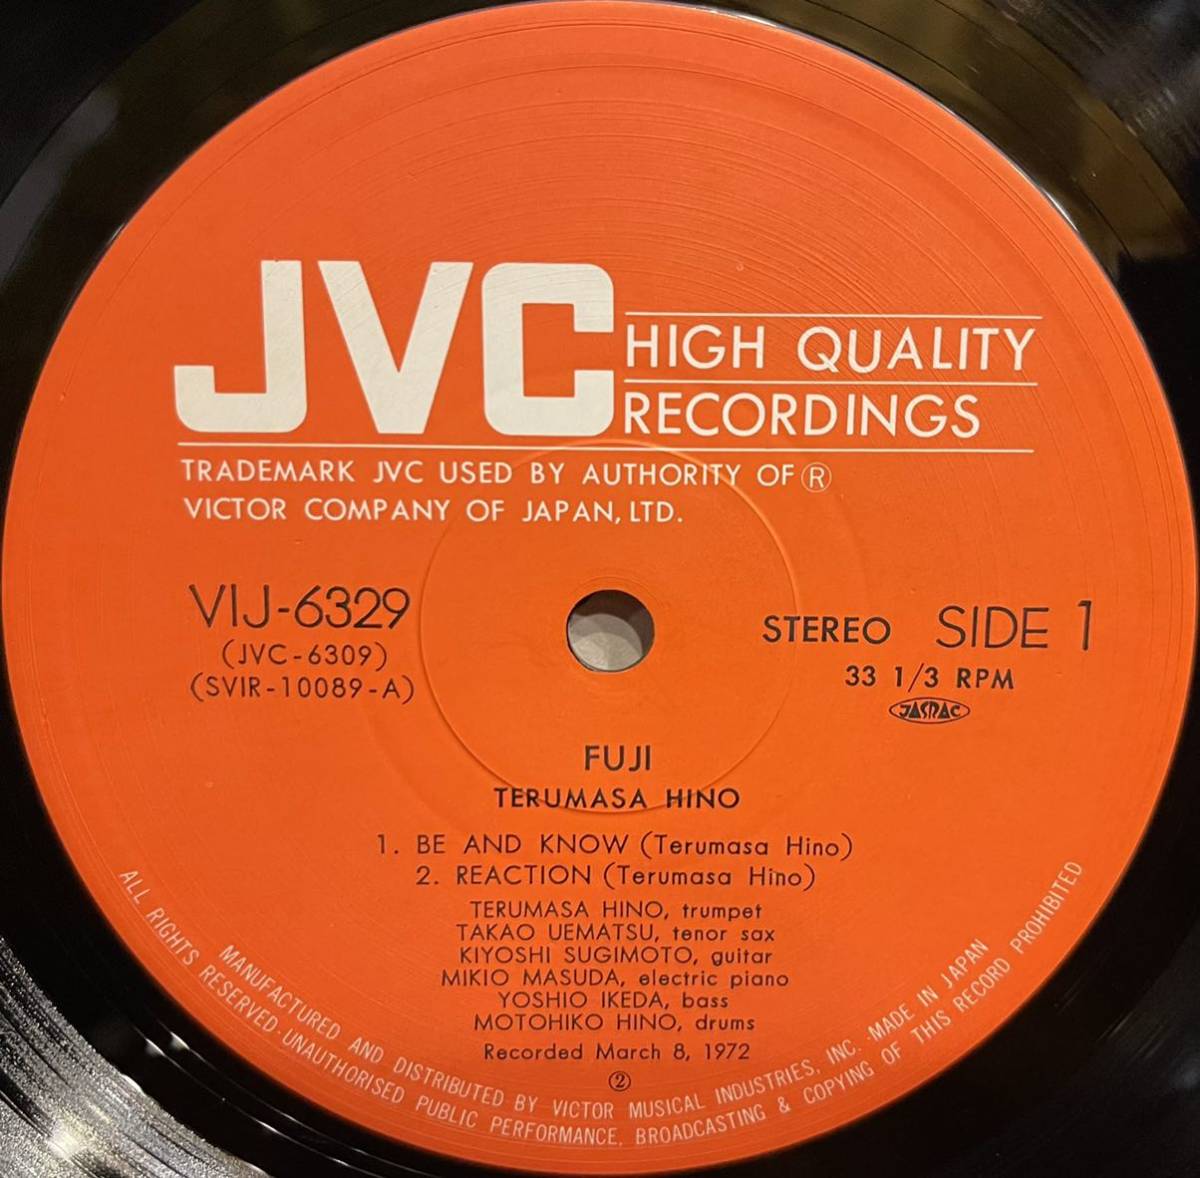 JVC HIGH QUALITY
RECORDINGS
TRADEMARK JVC USED BY AUTHORITY OF Ⓡ
VICTOR COMPANY OF JAPAN, LTD.
VIJ-6329
(JVC-6309)
(SVIR-10089-A)
STEREO SIDE 1
33 1/3 RPM
JASRAC
FUJI
TERUMASA HINO
1. BE AND KNOW (Terumasa Hino)
2. REACTION (Terumasa Hino)
TERUMASA HINO, trumpet
TAKAO UEMATSU, tenor sax
KIYOSHI SUGIMOTO, guitar
MIKIO MASUDA, electric piano
YOSHIO IKEDA, bass
MOTOHIKO HINO, drums
Recorded March 8, 1972
②
MANUFACTURED AND DISTRIBUTED BY VICTOR MUSICAL INDUSTRIES, INC. · MADE IN JAPAN
ALL RIGHTS RESERVED · UNAUTHORISED PUBLIC PERFORMANCE, BROADCASTING & COPYING OF THIS RECORD PROHIBITED